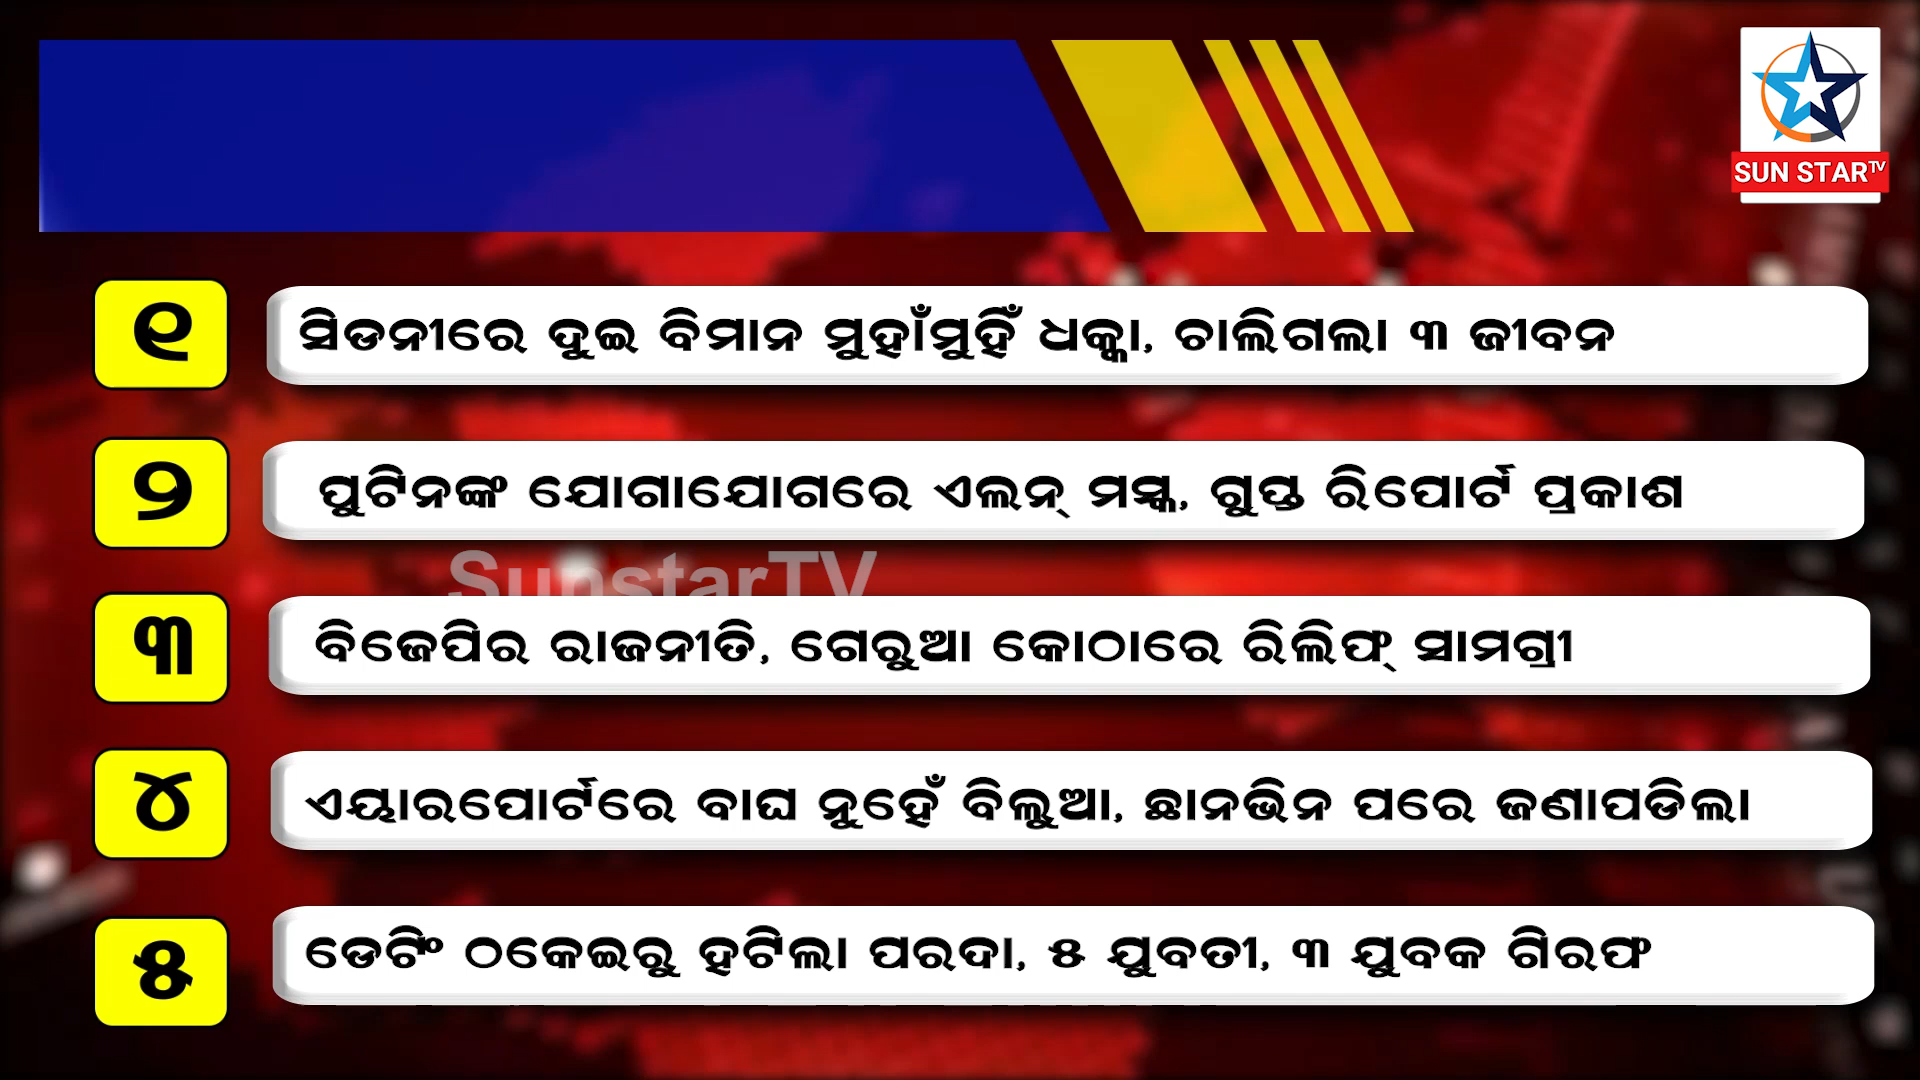 SUN STAR TV
୧
ସିଡନୀରେ ଦୁଇ ବିମାନ ମୁହାଁମୁହିଁ ଧକ୍କା, ଚାଲିଗଲା ୩ ଜୀବନ
୨
ପୁଟିନଙ୍କ ଯୋଗାଯୋଗରେ ଏଲନ୍ ମସ୍କ, ଗୁପ୍ତ ରିପୋର୍ଟ ପ୍ରକାଶ
SunstarTV
୩
ବିଜେପିର ରାଜନୀତି, ଗେରୁଆ କୋଠାରେ ରିଲିଫ୍ ସାମଗ୍ରୀ
୪
ଏୟାରପୋର୍ଟରେ ବାଘ ନୁହେଁ ବିଲୁଆ, ଛାନଭିନ ପରେ ଜଣାପଡିଲା
୫
ଡେଟିଂ ଠକେଇରୁ ହଟିଲା ପରଦା, ୫ ଯୁବତୀ, ୩ ଯୁବକ ଗିରଫ